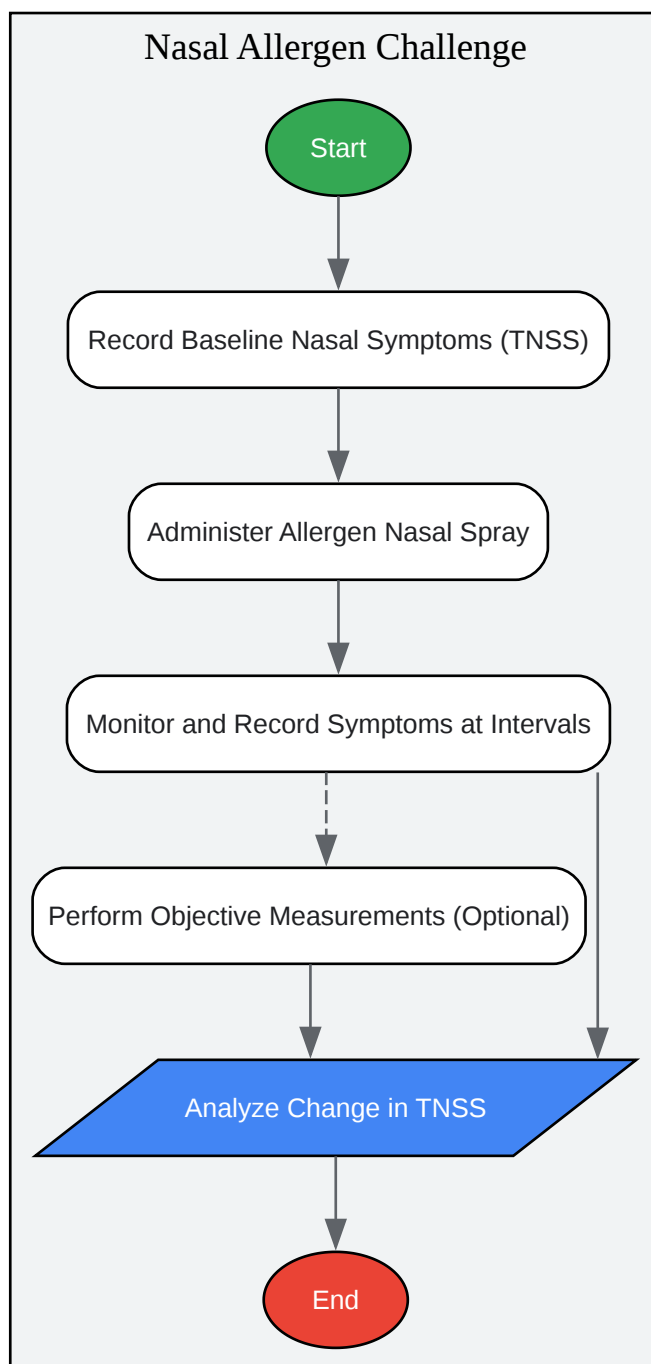 Nasal Allergen Challenge
Start
Record Baseline Nasal Symptoms (TNSS)
Administer Allergen Nasal Spray
Monitor and Record Symptoms at Intervals
Perform Objective Measurements (Optional)
Analyze Change in TNSS
End